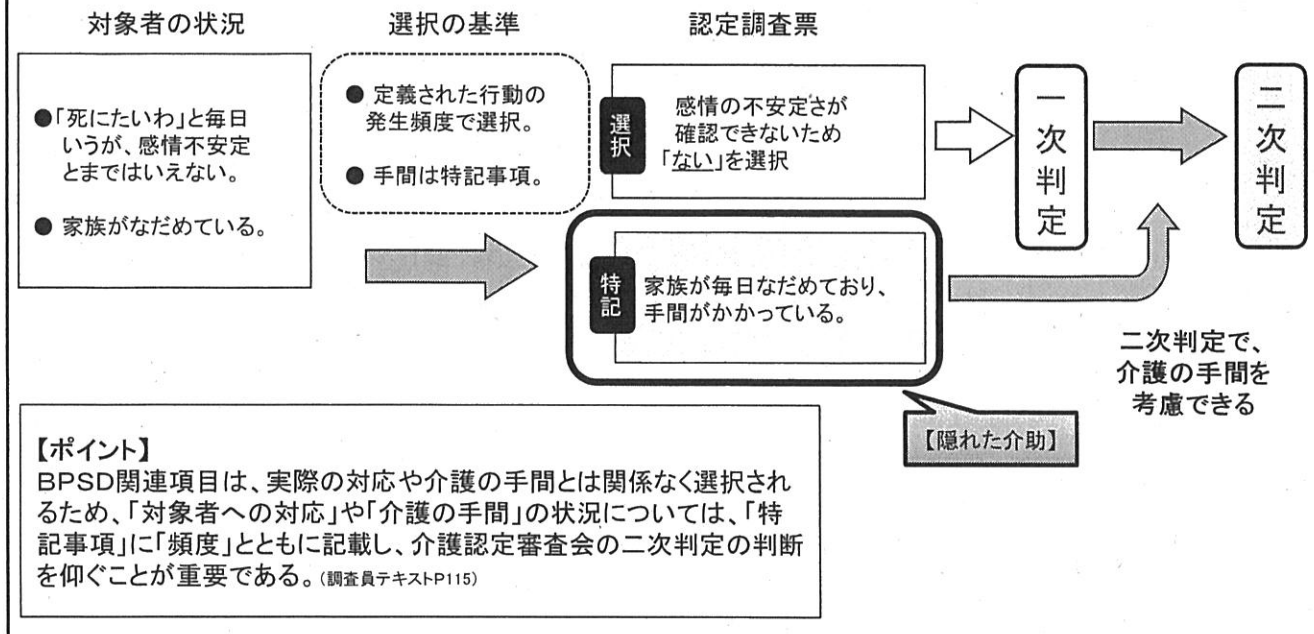 対象者の状況
選択の基準
認定調査票
●「死にたいわ」と毎日
いうが、感情不安定
とまではいえない。
● 家族がなだめている。
● 定義された行動の
発生頻度で選択。
● 手間は特記事項。
選択
感情の不安定さが
確認できないため
「ない」を選択
一次判定
二次判定
特記
家族が毎日なだめており、
手間がかかっている。
二次判定で、
介護の手間を
考慮できる
【隠れた介助】
【ポイント】
BPSD関連項目は、実際の対応や介護の手間とは関係なく選択され
るため、「対象者への対応」や「介護の手間」の状況については、「特
記事項」に「頻度」とともに記載し、介護認定審査会の二次判定の判断
を仰ぐことが重要である。(調査員テキストP115)